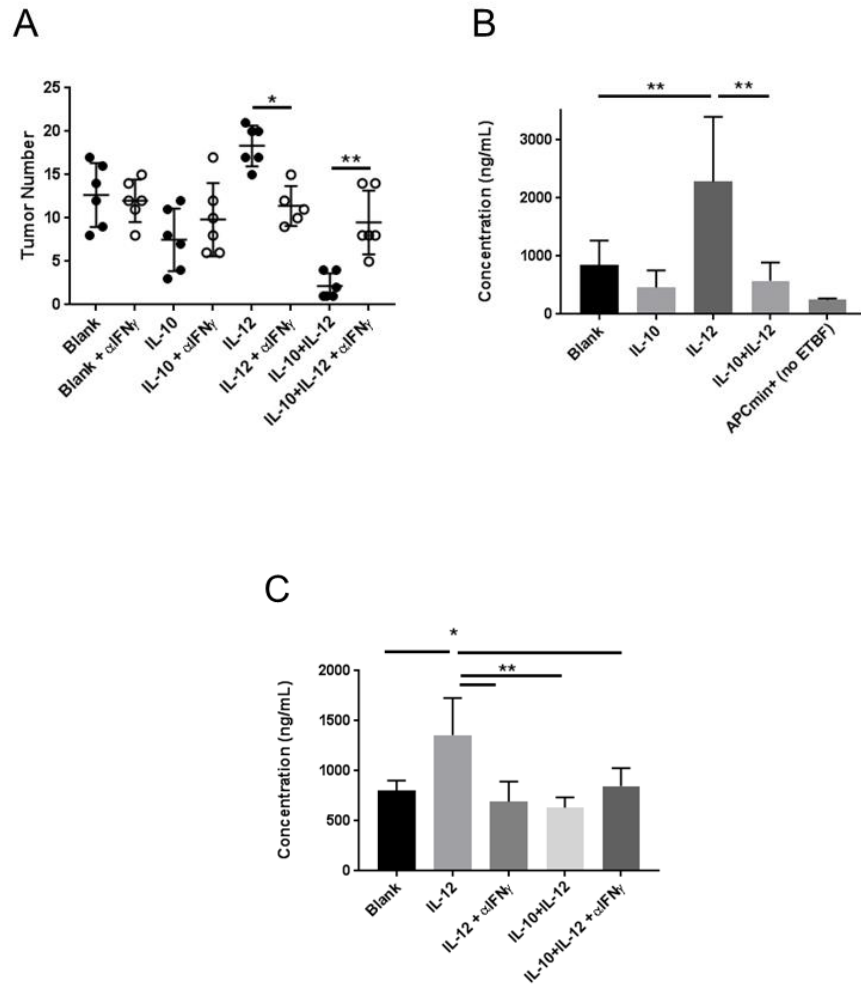 A
Tumor Number
25
20
15
10
5
0
*
**
Blank
Blank + αIFNγ
IL-10
IL-10 + αIFNγ
IL-12
IL-12 + αIFNγ
IL-10+IL-12
IL-10+IL-12 + αIFNγ
B
Concentration (ng/mL)
3000
2000
1000
0
**
**
Blank
IL-10
IL-12
IL-10+IL-12
APCmin+ (no ETBF)
C
Concentration (ng/mL)
2000
1500
1000
500
0
*
**
Blank
IL-12
IL-12 + αIFNγ
IL-10+IL-12
IL-10+IL-12 + αIFNγ